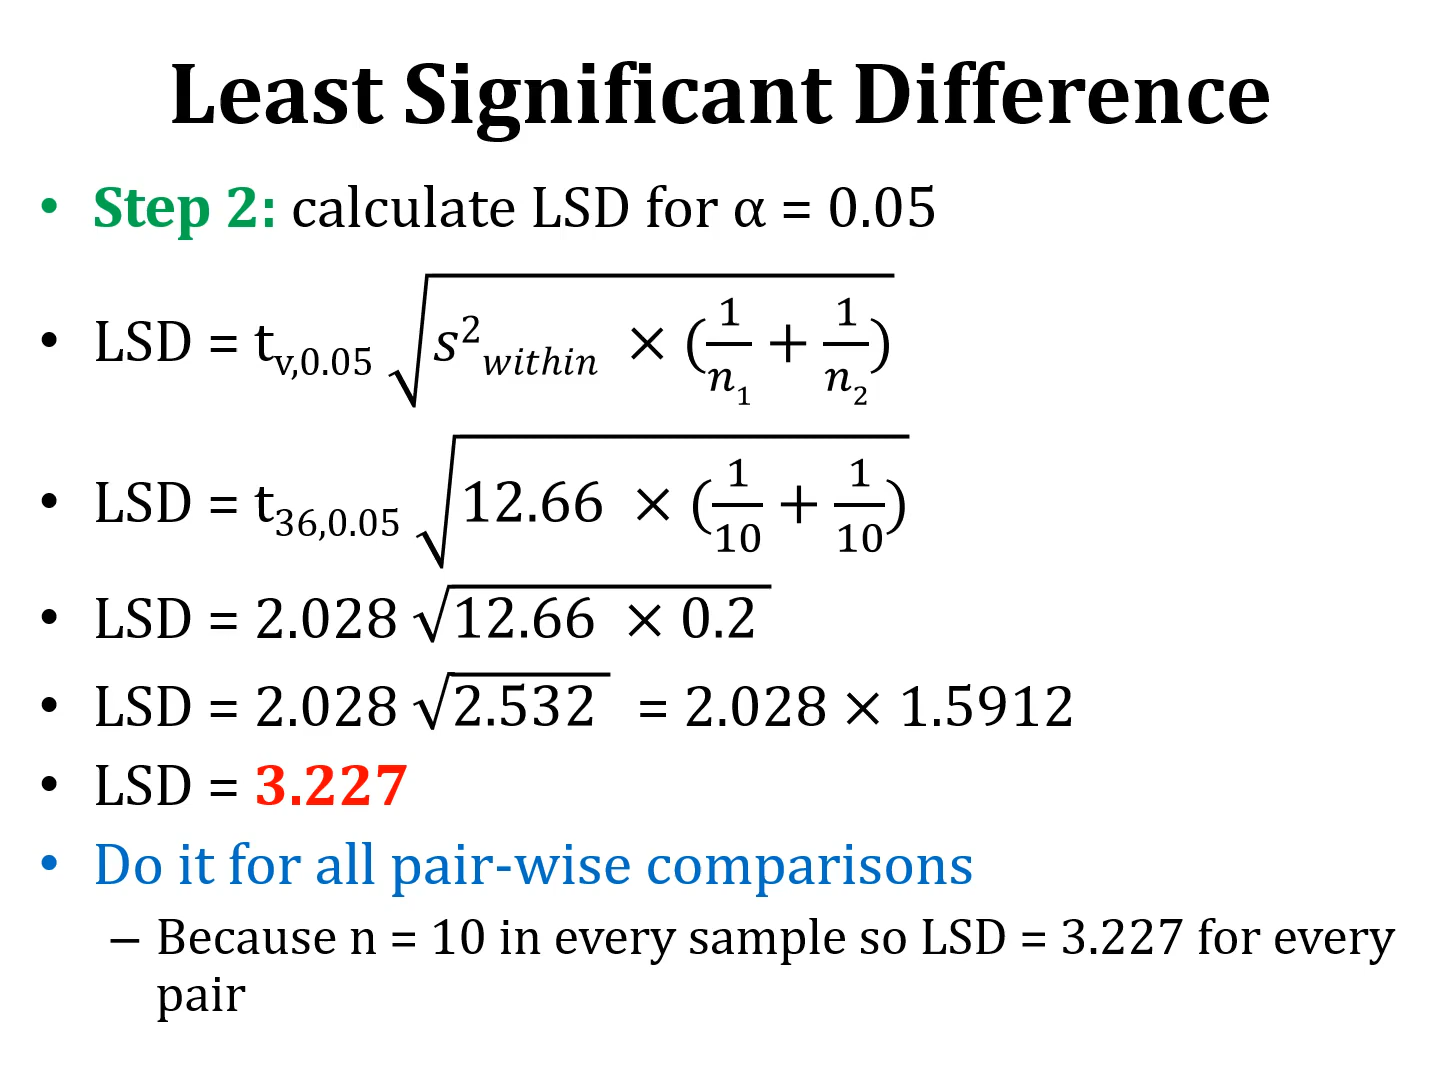 Least Significant Difference
• Step 2: calculate LSD for α = 0.05
• LSD = t_{v,0.05} √(s²_{within} × (1/n₁ + 1/n₂))
• LSD = t_{36,0.05} √(12.66 × (1/10 + 1/10))
• LSD = 2.028 √(12.66 × 0.2)
• LSD = 2.028 √(2.532) = 2.028 × 1.5912
• LSD = 3.227
• Do it for all pair-wise comparisons
– Because n = 10 in every sample so LSD = 3.227 for every
pair